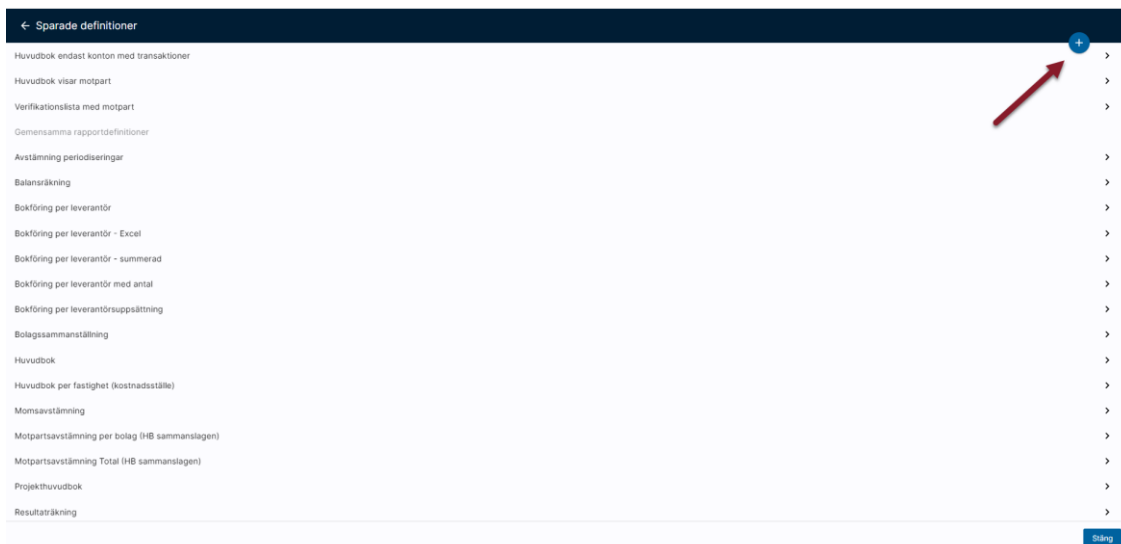 ← Sparade definitioner
Huvudbok endast konton med transaktioner
Huvudbok visar motpart
Verifikationslista med motpart
Gemensamma rapportdefinitioner
Avstämning periodiseringar
Balansräkning
Bokföring per leverantör
Bokföring per leverantör - Excel
Bokföring per leverantör - summerad
Bokföring per leverantör med antal
Bokföring per leverantörsuppsättning
Bolagssammanställning
Huvudbok
Huvudbok per fastighet (kostnadsställe)
Momsavstämning
Motpartsavstämning per bolag (HB sammanslagen)
Motpartsavstämning Total (HB sammanslagen)
Projekthuvudbok
Resultaträkning
Stäng